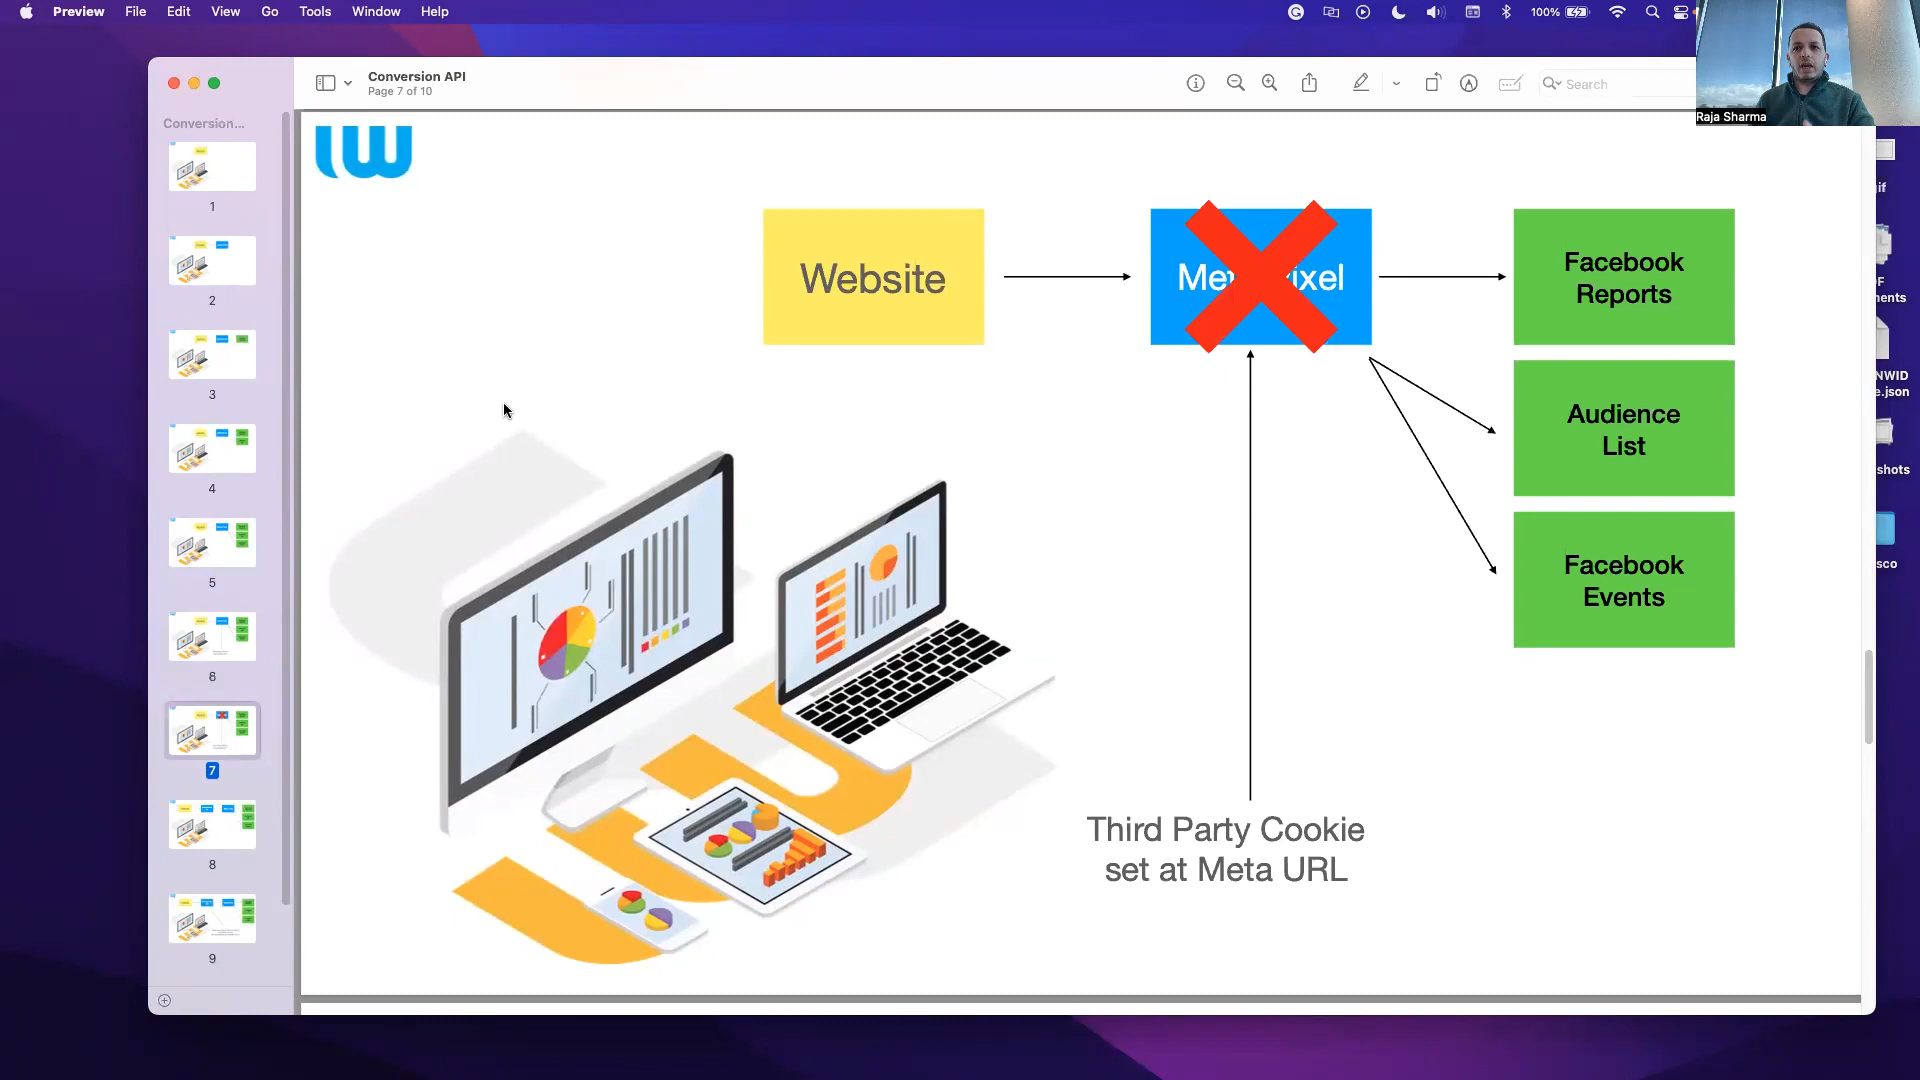 Preview File Edit View Go Tools Window Help
100%
Raja Sharma
Conversion API
Page 7 of 10
Search
Conversion...
1
2
3
4
5
6
7
8
9
Website
Facebook
Reports
Audience
List
Facebook
Events
Third Party Cookie
set at Meta URL